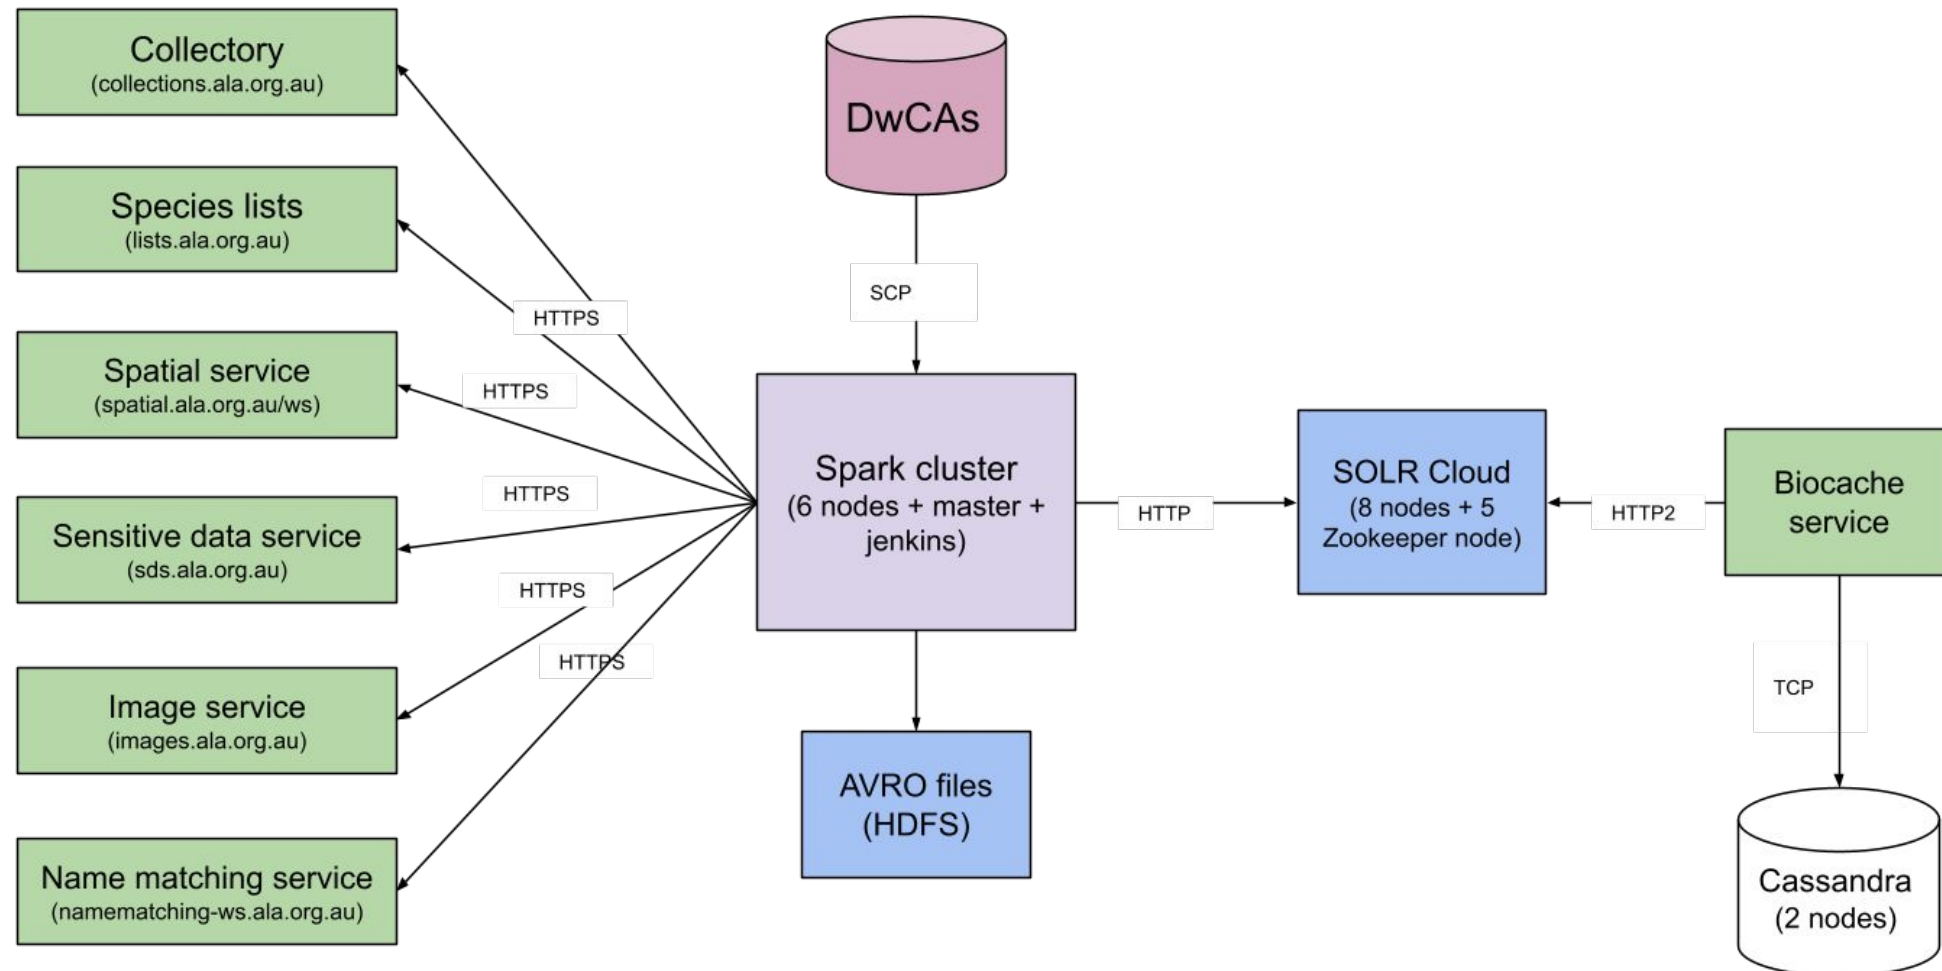 Collectory
(collections.ala.org.au)
Species lists
(lists.ala.org.au)
Spatial service
(spatial.ala.org.au/ws)
Sensitive data service
(sds.ala.org.au)
Image service
(images.ala.org.au)
Name matching service
(namematching-ws.ala.org.au)
HTTPS
HTTPS
HTTPS
HTTPS
HTTPS
DwCAs
SCP
Spark cluster
(6 nodes + master +
jenkins)
AVRO files
(HDFS)
HTTP
SOLR Cloud
(8 nodes + 5
Zookeeper node)
HTTP2
Biocache
service
TCP
Cassandra
(2 nodes)